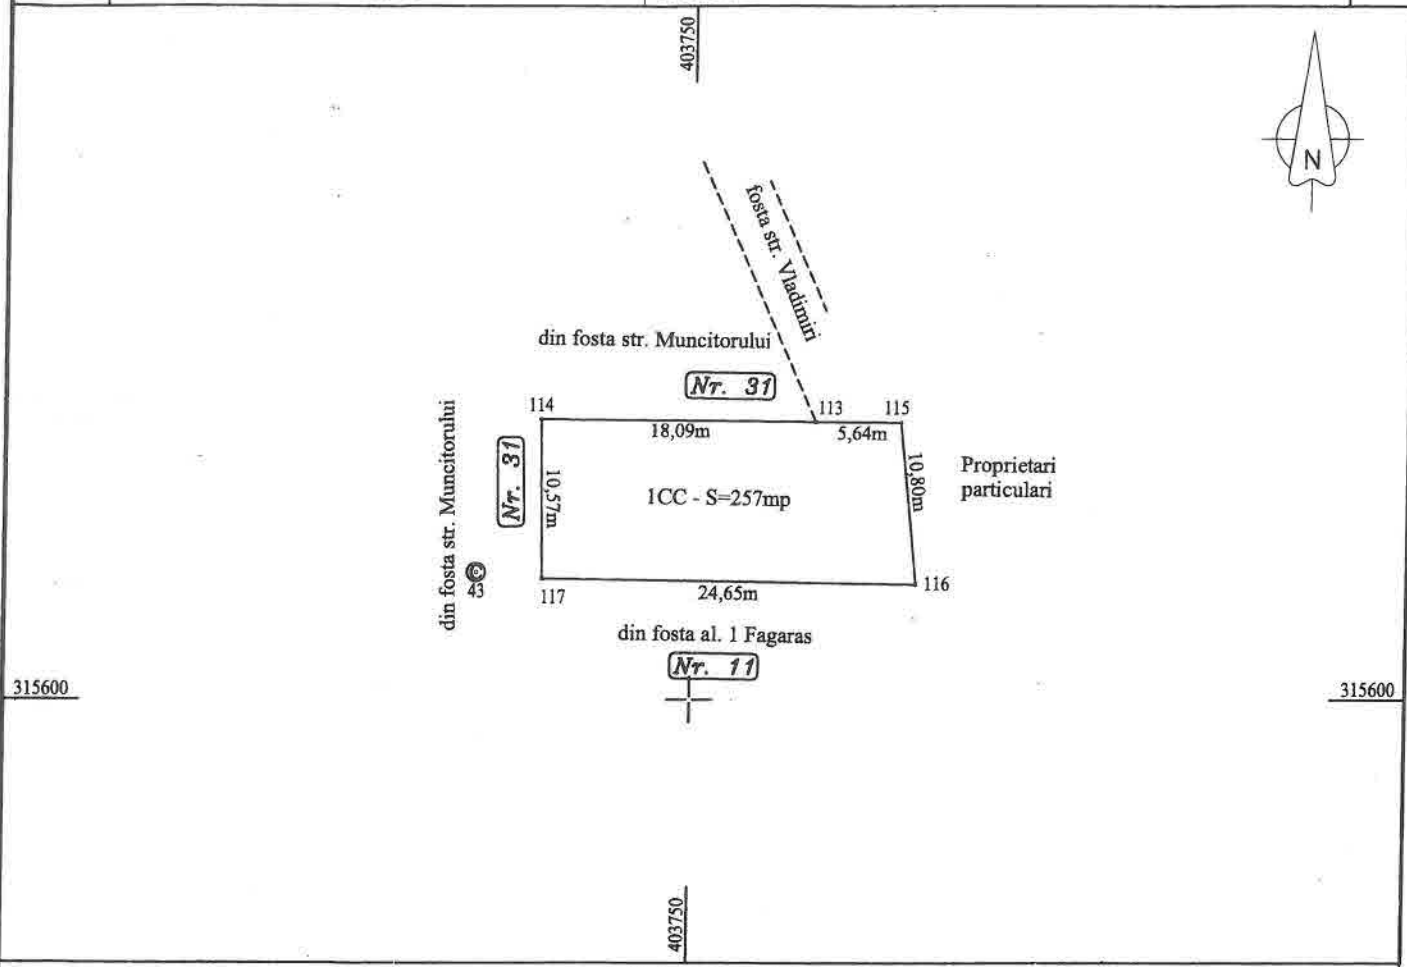 403750
N
fosta str. Vladimiri
din fosta str. Muncitorului
Nr. 31
114
113
115
18,09m
5,64m
din fosta str. Muncitorului
Nr. 31
10,57m
1CC - S=257mp
10,80m
Proprietari
particulari
43
117
24,65m
116
din fosta al. 1 Fagaras
Nr. 11
315600
315600
403750